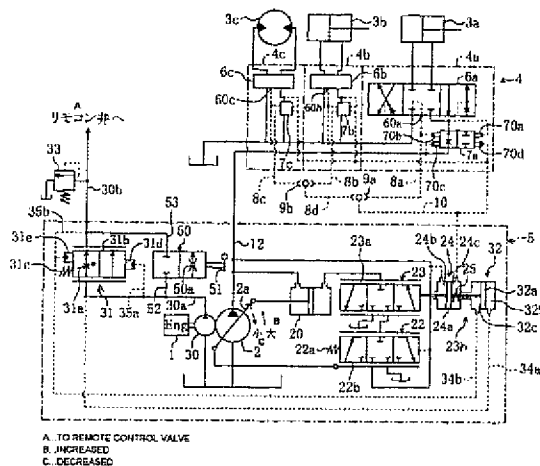 3c
3b
3a
4c
4b
4a
6c
6b
6a
4
60c
60b
60a
A
リモコン弁へ
7c
7b
7a
70a
70b
70c
70d
33
30b
8c
8b
8a
9b
9a
8d
10
35b
53
12
5
31e
31b
31d
50
23a
23
24b
24
24c
25
32
31c
50a
51
31a
52
30a
2a
32a
35a
31
B
小
大
C
20
22
24a
32b
32c
23b
Eng
1
30
2
22a
22b
34b
34a
A...TO REMOTE CONTROL VALVE
B...INCREASED
C...DECREASED